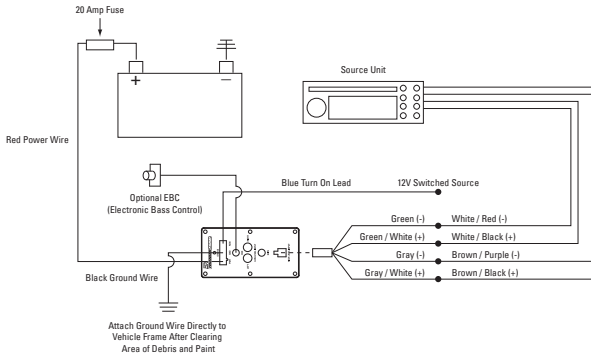 20 Amp Fuse
+
–
Source Unit
Red Power Wire
Optional EBC
(Electronic Bass Control)
Blue Turn On Lead
12V Switched Source
Green (-)
White / Red (-)
Green / White (+)
White / Black (+)
Gray (-)
Brown / Purple (-)
Gray / White (+)
Brown / Black (+)
Black Ground Wire
Attach Ground Wire Directly to
Vehicle Frame After Clearing
Area of Debris and Paint